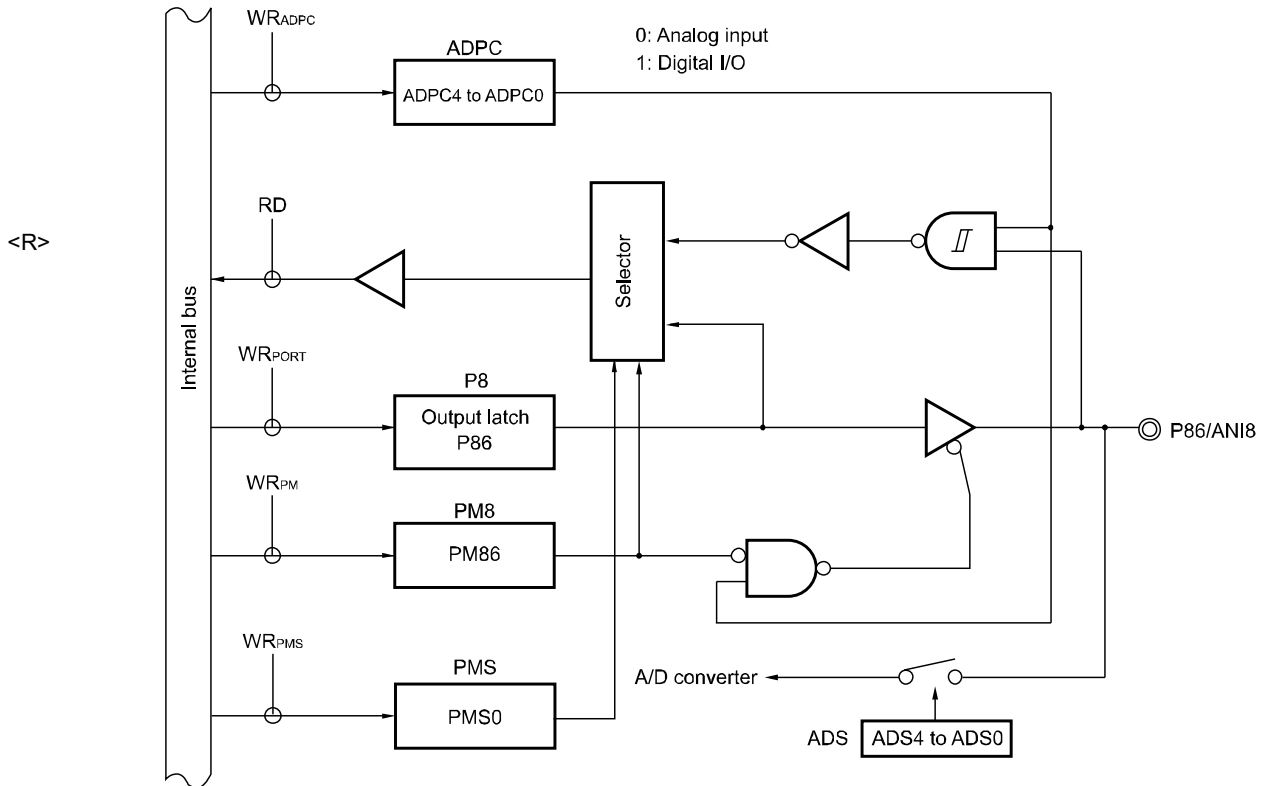 WRADPC
ADPC
ADPC4 to ADPC0
0: Analog input
1: Digital I/O
<R>
RD
Internal bus
Selector
WRPORT
P8
Output latch
P86
P86/ANI8
WRPM
PM8
PM86
WRPMS
PMS
PMS0
A/D converter
ADS
ADS4 to ADS0